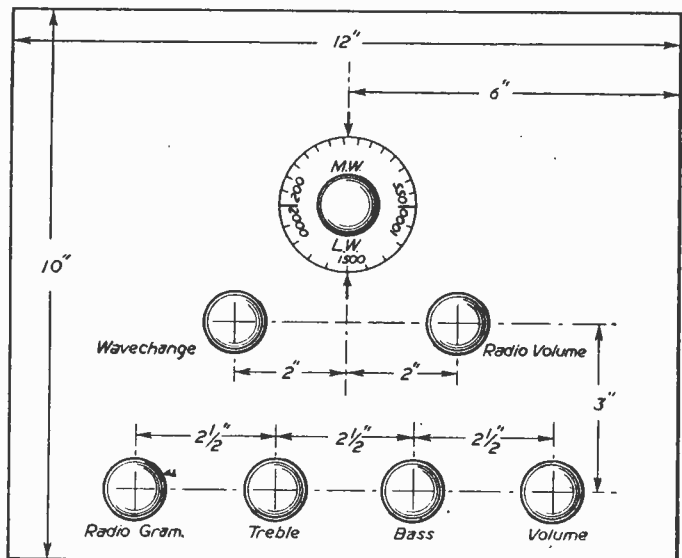 12"
6"
M.W.
200
550
2000
1000
L.W.
1500
10"
Wavechange
Radio Volume
2"
2"
3"
2½"
2½"
2½"
Radio Gram.
Treble
Bass
Volume